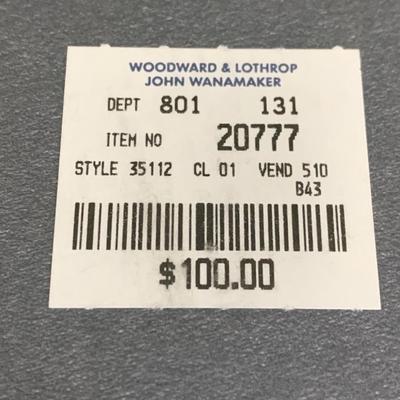 WOODWARD & LOTHROP
JOHN WANAMAKER
DEPT 801 131
ITEM NO 20777
STYLE 35112 CL 01 VEND 510
B43
$100.00